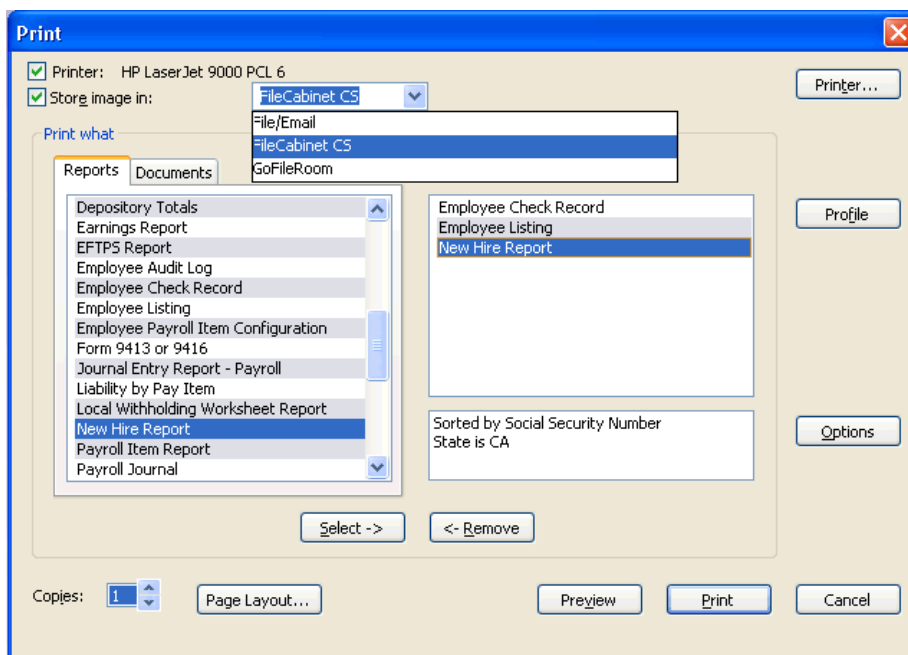 Print
Printer: HP LaserJet 9000 PCL 6
Printer...
Store image in: FileCabinet CS
File/Email
FileCabinet CS
GoFileRoom
Print what
Reports
Documents
Depository Totals
Earnings Report
EFTPS Report
Employee Audit Log
Employee Check Record
Employee Listing
Employee Payroll Item Configuration
Form 9413 or 9416
Journal Entry Report - Payroll
Liability by Pay Item
Local Withholding Worksheet Report
New Hire Report
Payroll Item Report
Payroll Journal
Employee Check Record
Employee Listing
New Hire Report
Profile
Sorted by Social Security Number
State is CA
Options
Select ->
<- Remove
Copies: 1
Page Layout...
Preview
Print
Cancel